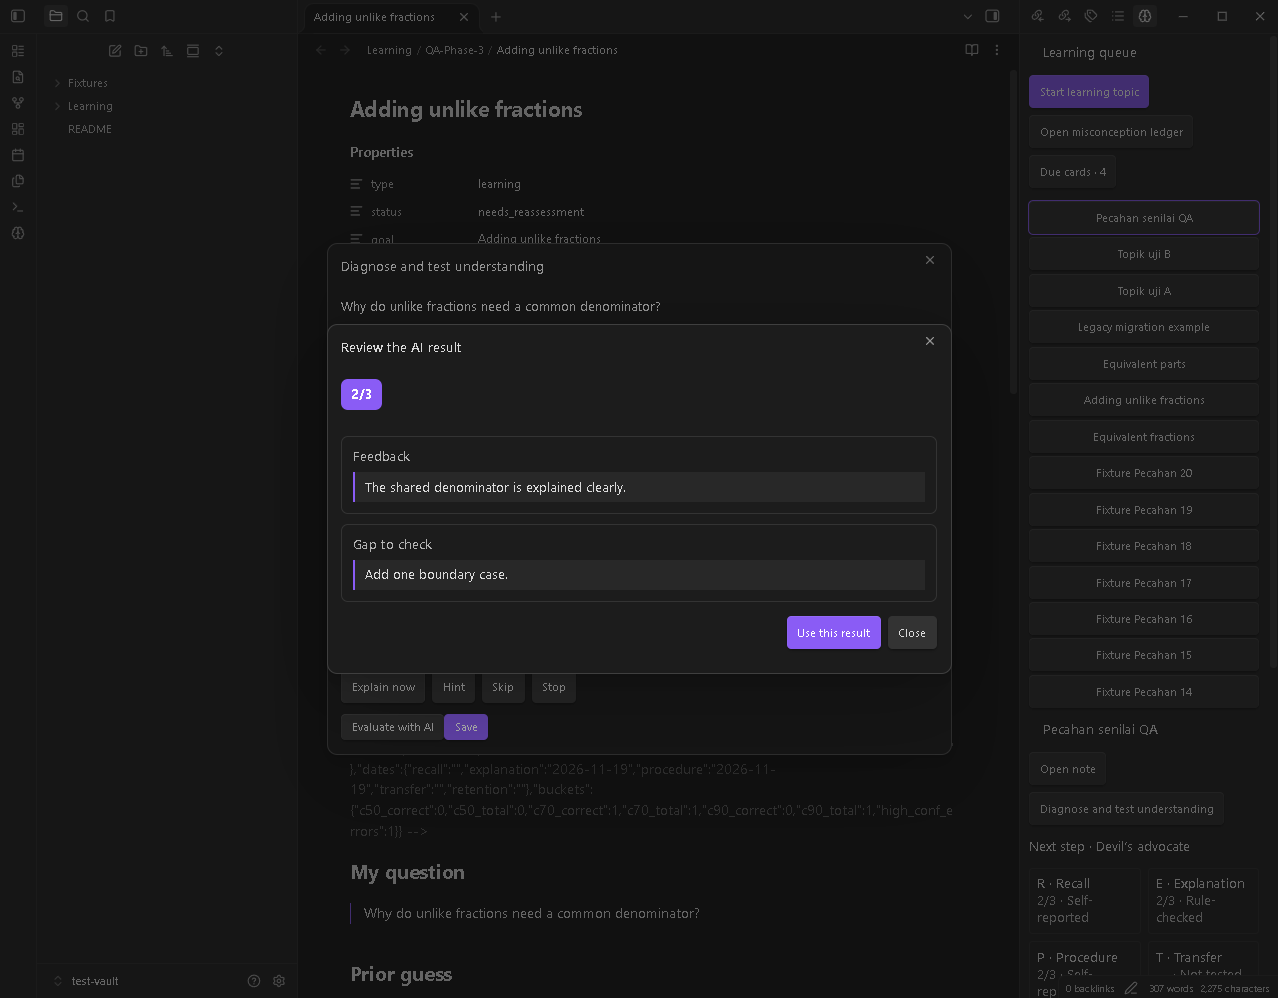 Adding unlike fractions
Learning / QA-Phase-3 / Adding unlike fractions
Fixtures
Learning
README
test-vault
Adding unlike fractions
Properties
type learning
status needs_reassessment
goal Adding unlike fractions
Diagnose and test understanding
Why do unlike fractions need a common denominator?
Review the AI result
2/3
Feedback
The shared denominator is explained clearly.
Gap to check
Add one boundary case.
Use this result Close
Explain now Hint Skip Stop
Evaluate with AI Save
},"dates":{"recall":"","explanation":"2026-11-19","procedure":"2026-11-
19","transfer":"","retention":""},"buckets":
{"c50_correct":0,"c50_total":0,"c70_correct":1,"c70_total":1,"c90_correct":0,"c90_total":1,"high_conf_e
rrors":1}} -->
My question
Why do unlike fractions need a common denominator?
Prior guess
Learning queue
Start learning topic
Open misconception ledger
Due cards · 4
Pecahan senilai QA
Topik uji B
Topik uji A
Legacy migration example
Equivalent parts
Adding unlike fractions
Equivalent fractions
Fixture Pecahan 20
Fixture Pecahan 19
Fixture Pecahan 18
Fixture Pecahan 17
Fixture Pecahan 16
Fixture Pecahan 15
Fixture Pecahan 14
Pecahan senilai QA
Open note
Diagnose and test understanding
Next step · Devil's advocate
R · Recall
2/3 · Self-
reported
E · Explanation
2/3 · Rule-
checked
P · Procedure
2/3 · Self-
rep
T · Transfer
· Not tested
0 backlinks 307 words 2,275 characters